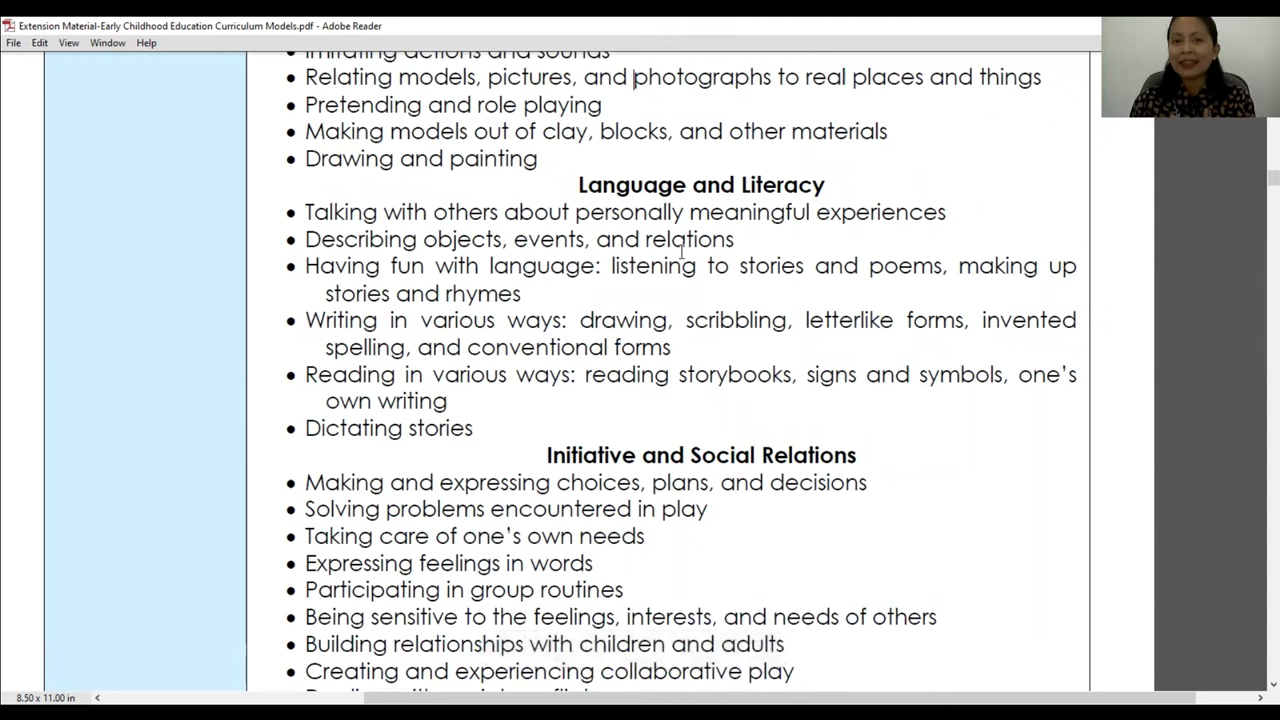 Extension Material-Early Childhood Education Curriculum Models.pdf - Adobe Reader
File Edit View Window Help
• Imitating actions and sounds
• Relating models, pictures, and photographs to real places and things
• Pretending and role playing
• Making models out of clay, blocks, and other materials
• Drawing and painting
Language and Literacy
• Talking with others about personally meaningful experiences
• Describing objects, events, and relations
• Having fun with language: listening to stories and poems, making up
stories and rhymes
• Writing in various ways: drawing, scribbling, letterlike forms, invented
spelling, and conventional forms
• Reading in various ways: reading storybooks, signs and symbols, one's
own writing
• Dictating stories
Initiative and Social Relations
• Making and expressing choices, plans, and decisions
• Solving problems encountered in play
• Taking care of one's own needs
• Expressing feelings in words
• Participating in group routines
• Being sensitive to the feelings, interests, and needs of others
• Building relationships with children and adults
• Creating and experiencing collaborative play
8.50 x 11.00 in